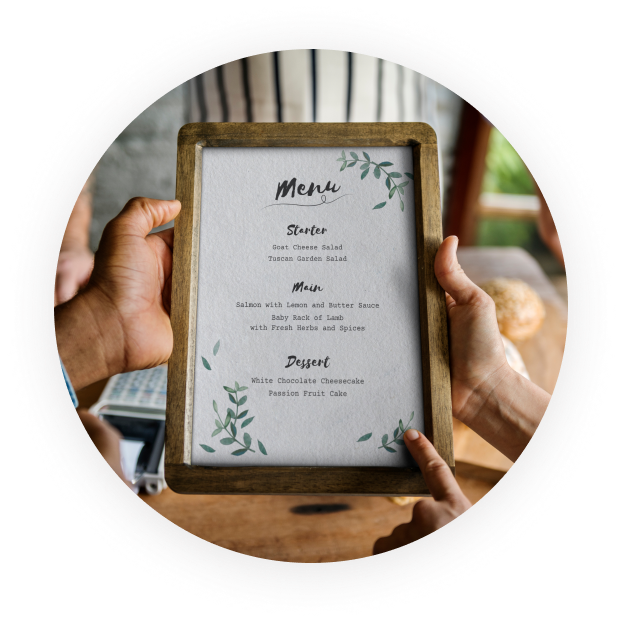 Menu
Starter
Goat Cheese Salad
Tuscan Garden Salad
Main
Salmon with Lemon and Butter Sauce
Baby Rack of Lamb
with Fresh Herbs and Spices
Dessert
White Chocolate Cheesecake
Passion Fruit Cake